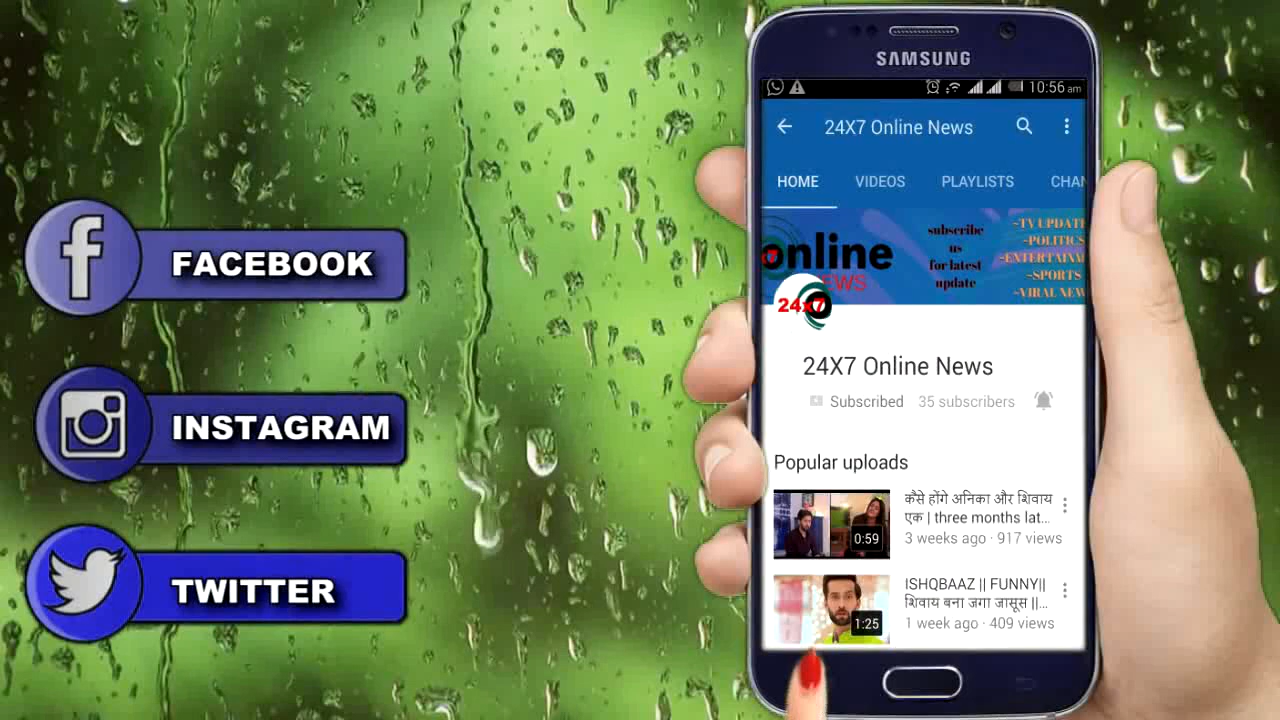 FACEBOOK
INSTAGRAM
TWITTER
SAMSUNG
10:56 am
24X7 Online News
HOME VIDEOS PLAYLISTS CHAN
online
NEWS
subscribe
us
for latest
update
~TV UPDATE
~POLITICS
~ENTERTAINM
~SPORTS
~VIRAL NEW
24x7
24X7 Online News
Subscribed 35 subscribers
Popular uploads
कैसे होंगे अनिका और शिवाय
एक | three months lat...
3 weeks ago · 917 views
0:59
ISHQBAAZ || FUNNY||
शिवाय बना जगा जासूस ||...
1 week ago · 409 views
1:25